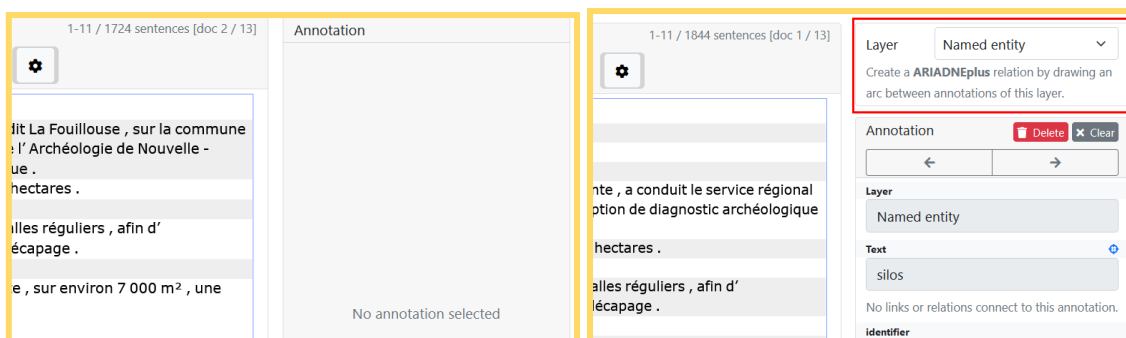 1-11 / 1724 sentences [doc 2 / 13]
dit La Fouillouse , sur la commune
l' Archéologie de Nouvelle -
ue .
hectares .
lles réguliers , afin d'
écapage .
e , sur environ 7 000 m² , une
Annotation
No annotation selected
1-11 / 1844 sentences [doc 1 / 13]
nte , a conduit le service régional
ption de diagnostic archéologique
hectares .
alles réguliers , afin d'
décapage .
Layer Named entity
Create a ARIADNEplus relation by drawing an
arc between annotations of this layer.
Annotation Delete Clear
Layer
Named entity
Text
silos
No links or relations connect to this annotation.
identifier